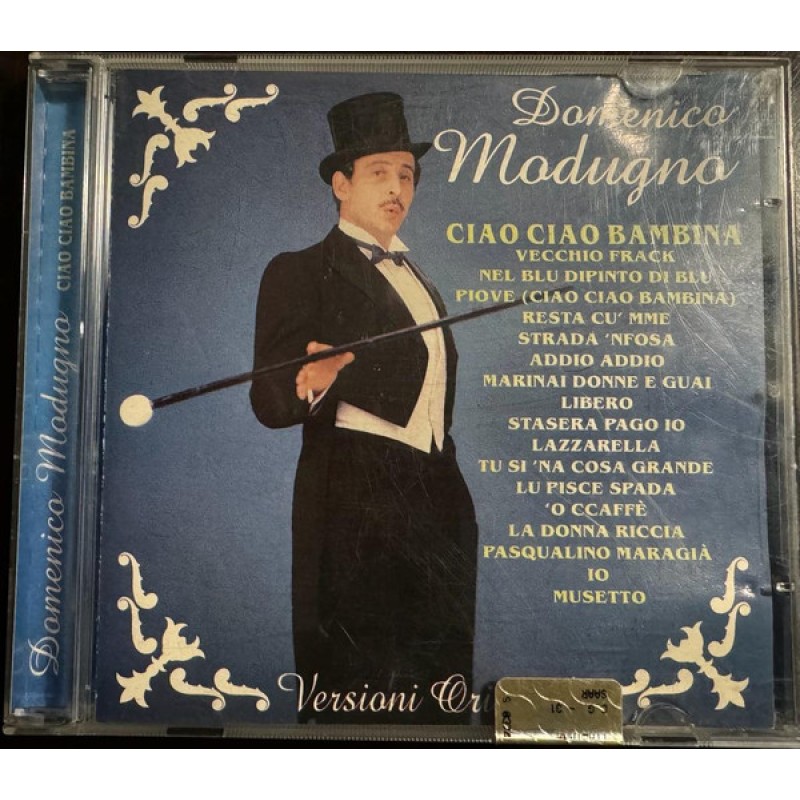 Domenico Modugno CIAO CIAO BAMBINA
Domenico
Modugno
CIAO CIAO BAMBINA
VECCHIO FRACK
NEL BLU DIPINTO DI BLU
PIOVE (CIAO CIAO BAMBINA)
RESTA CU' MME
STRADA 'NFOSA
ADDIO ADDIO
MARINAI DONNE E GUAI
LIBERO
STASERA PAGO IO
LAZZARELLA
TU SI 'NA COSA GRANDE
LU PISCE SPADA
'O CCAFFÈ
LA DONNA RICCIA
PASQUALINO MARAGIÀ
IO
MUSETTO
Versioni Ori